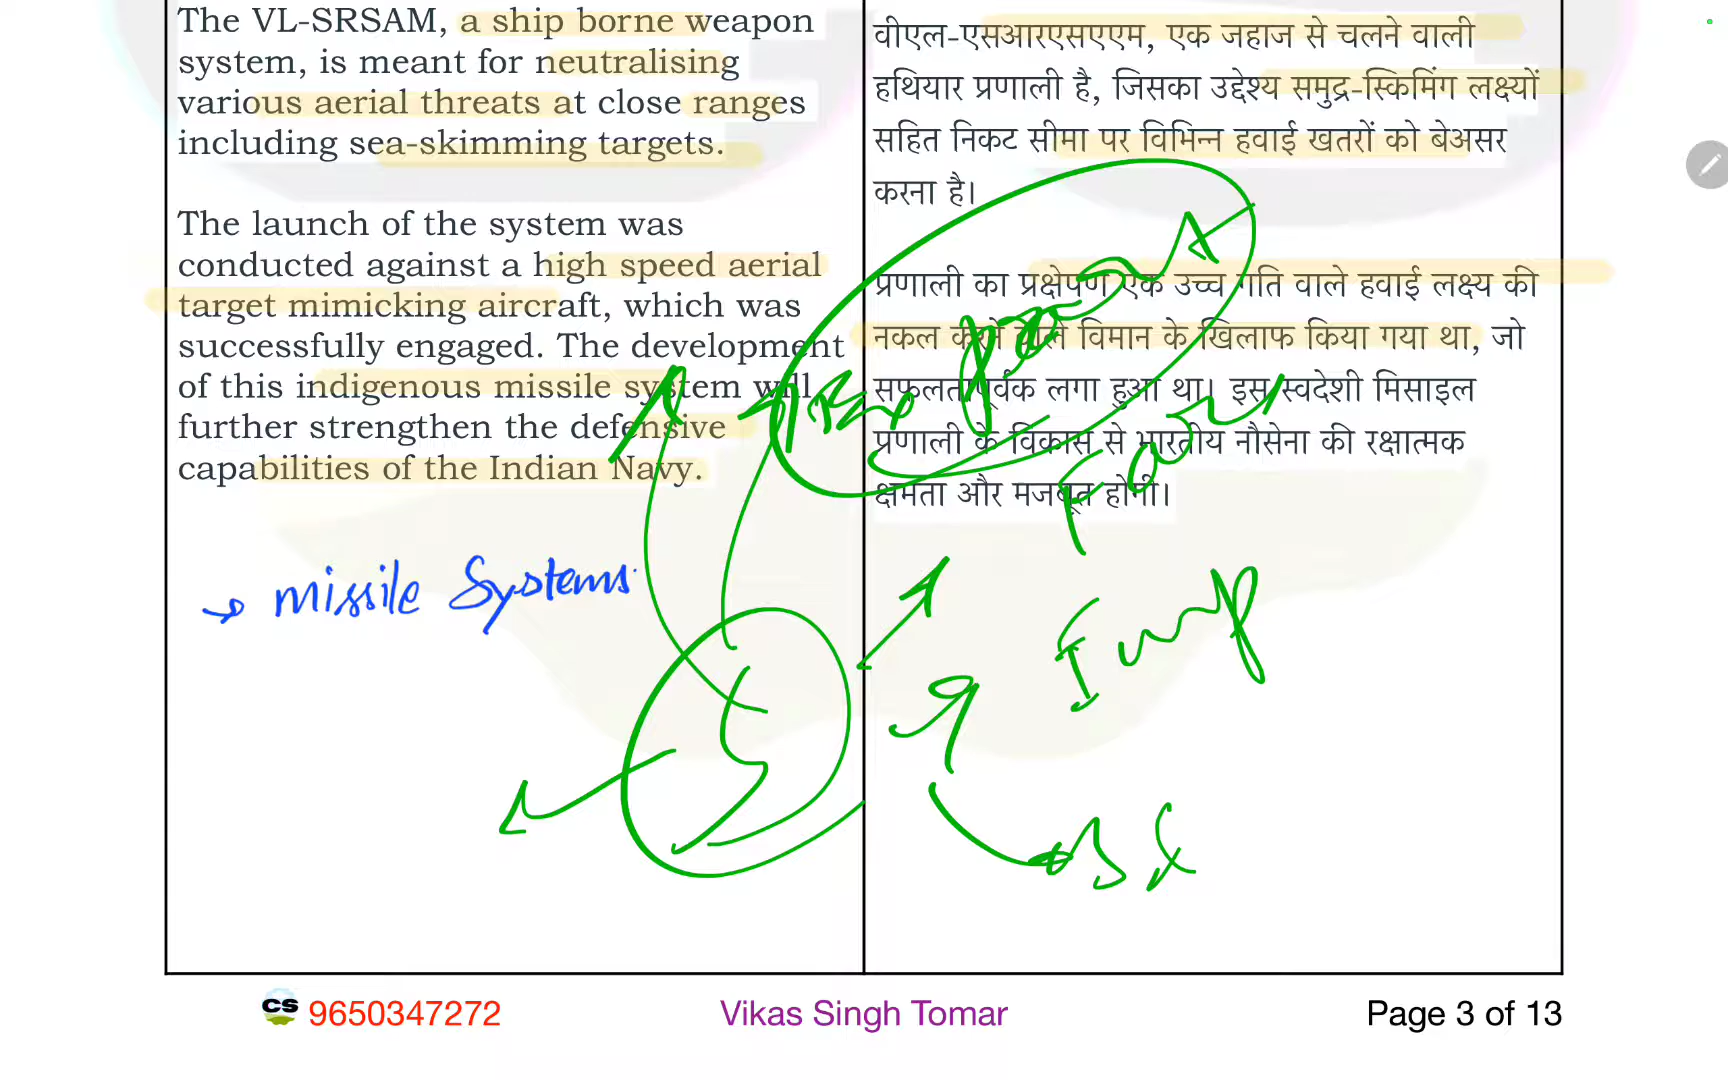 The VL-SRSAM, a ship borne weapon
system, is meant for neutralising
various aerial threats at close ranges
including sea-skimming targets.
The launch of the system was
conducted against a high speed aerial
target mimicking aircraft, which was
successfully engaged. The development
of this indigenous missile system will
further strengthen the defensive
capabilities of the Indian Navy.
→ missile Systems
वीएल-एसआरएसएएम, एक जहाज से चलने वाली
हथियार प्रणाली है, जिसका उद्देश्य समुद्र-स्किमिंग लक्ष्यों
सहित निकट सीमा पर विभिन्न हवाई खतरों को बेअसर
करना है।
प्रणाली का प्रक्षेपण एक उच्च गति वाले हवाई लक्ष्य की
नकल करने वाले विमान के खिलाफ किया गया था, जो
सफलतापूर्वक लगा हुआ था। इस स्वदेशी मिसाइल
प्रणाली के विकास से भारतीय नौसेना की रक्षात्मक
क्षमता और मजबूत होगी।
Imp
CS 9650347272
Vikas Singh Tomar
Page 3 of 13